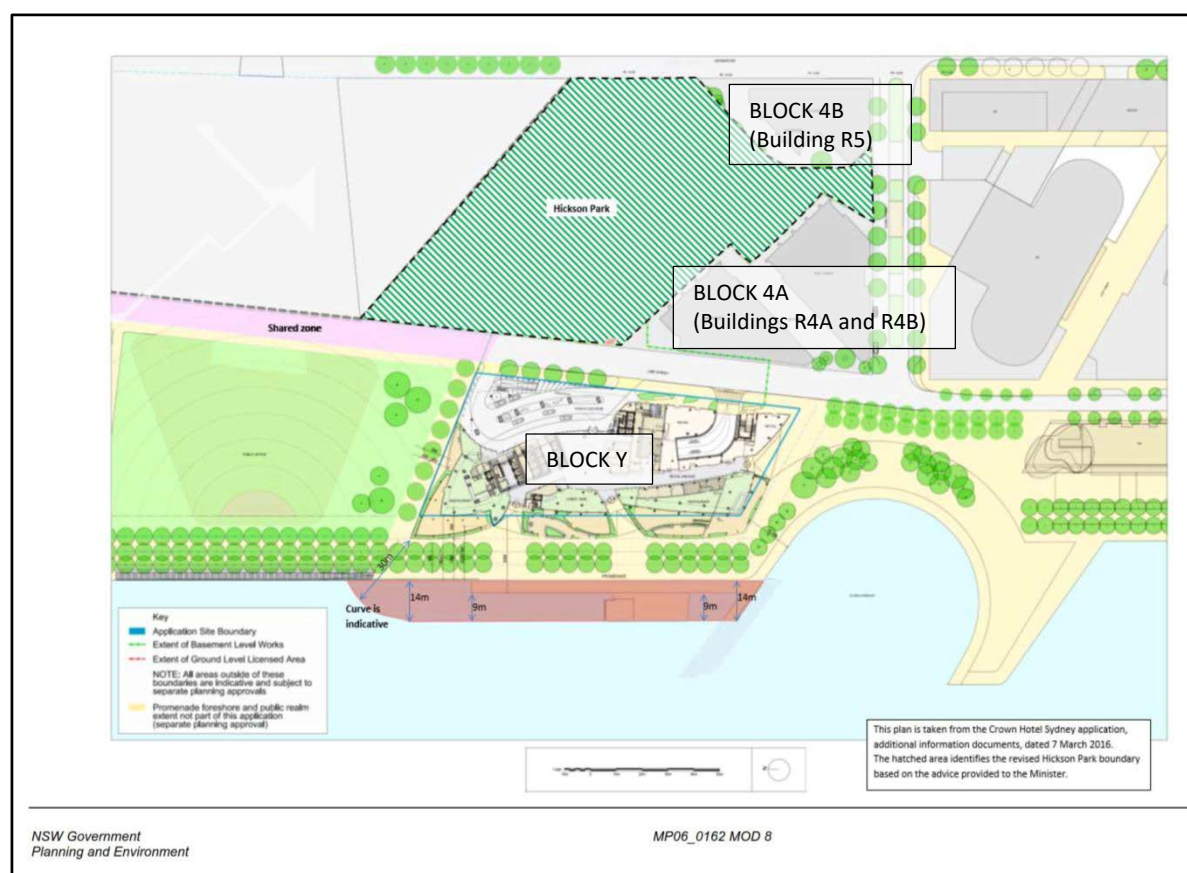 BLOCK 4B
(Building R5)
Hickson Park
BLOCK 4A
(Buildings R4A and R4B)
Shared zone
BLOCK Y
PROMENADE
30m
14m
9m
9m
14m
Curve is
indicative
Key
Application Site Boundary
Extent of Basement Level Works
Extent of Ground Level Licensed Area
NOTE: All areas outside of these
boundaries are indicative and subject to
separate planning approvals
Promenade foreshore and public realm
extent not part of this application
(separate planning approval)
This plan is taken from the Crown Hotel Sydney application,
additional information documents, dated 7 March 2016.
The hatched area identifies the revised Hickson Park boundary
based on the advice provided to the Minister.
NSW Government
Planning and Environment
MP06_0162 MOD 8